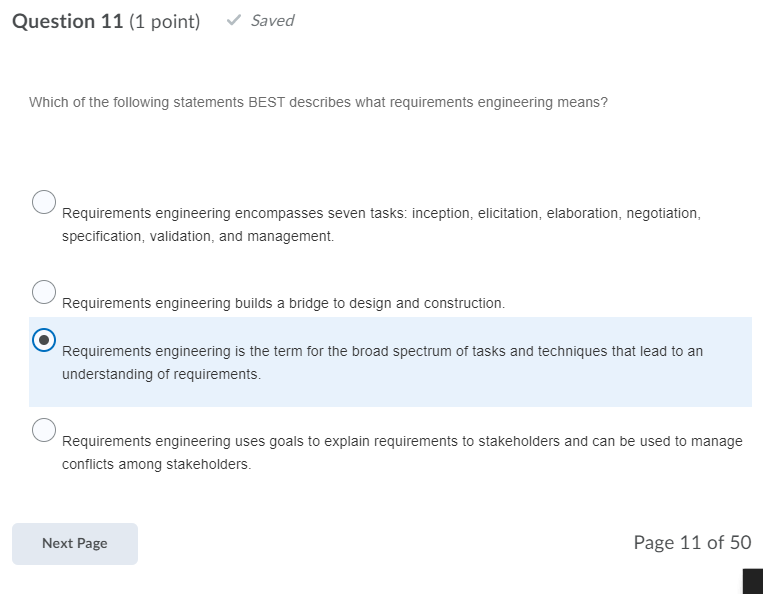 Question 11 (1 point) Saved
Which of the following statements BEST describes what requirements engineering means?
Requirements engineering encompasses seven tasks: inception, elicitation, elaboration, negotiation,
specification, validation, and management.
Requirements engineering builds a bridge to design and construction.
Requirements engineering is the term for the broad spectrum of tasks and techniques that lead to an
understanding of requirements.
Requirements engineering uses goals to explain requirements to stakeholders and can be used to manage
conflicts among stakeholders.
Next Page
Page 11 of 50